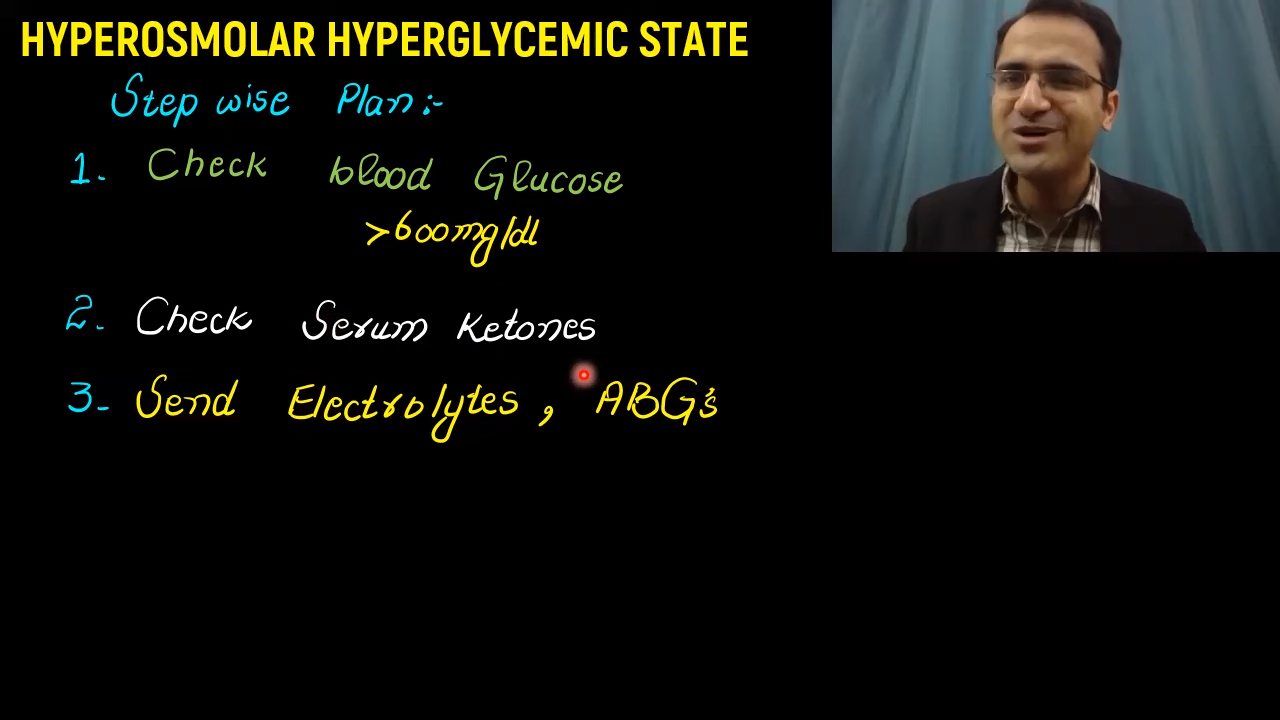 HYPEROSMOLAR HYPERGLYCEMIC STATE
Step wise Plan:-
1. Check blood Glucose
>600mg/dl
2. Check Serum Ketones
3- Send Electrolytes, ABG's